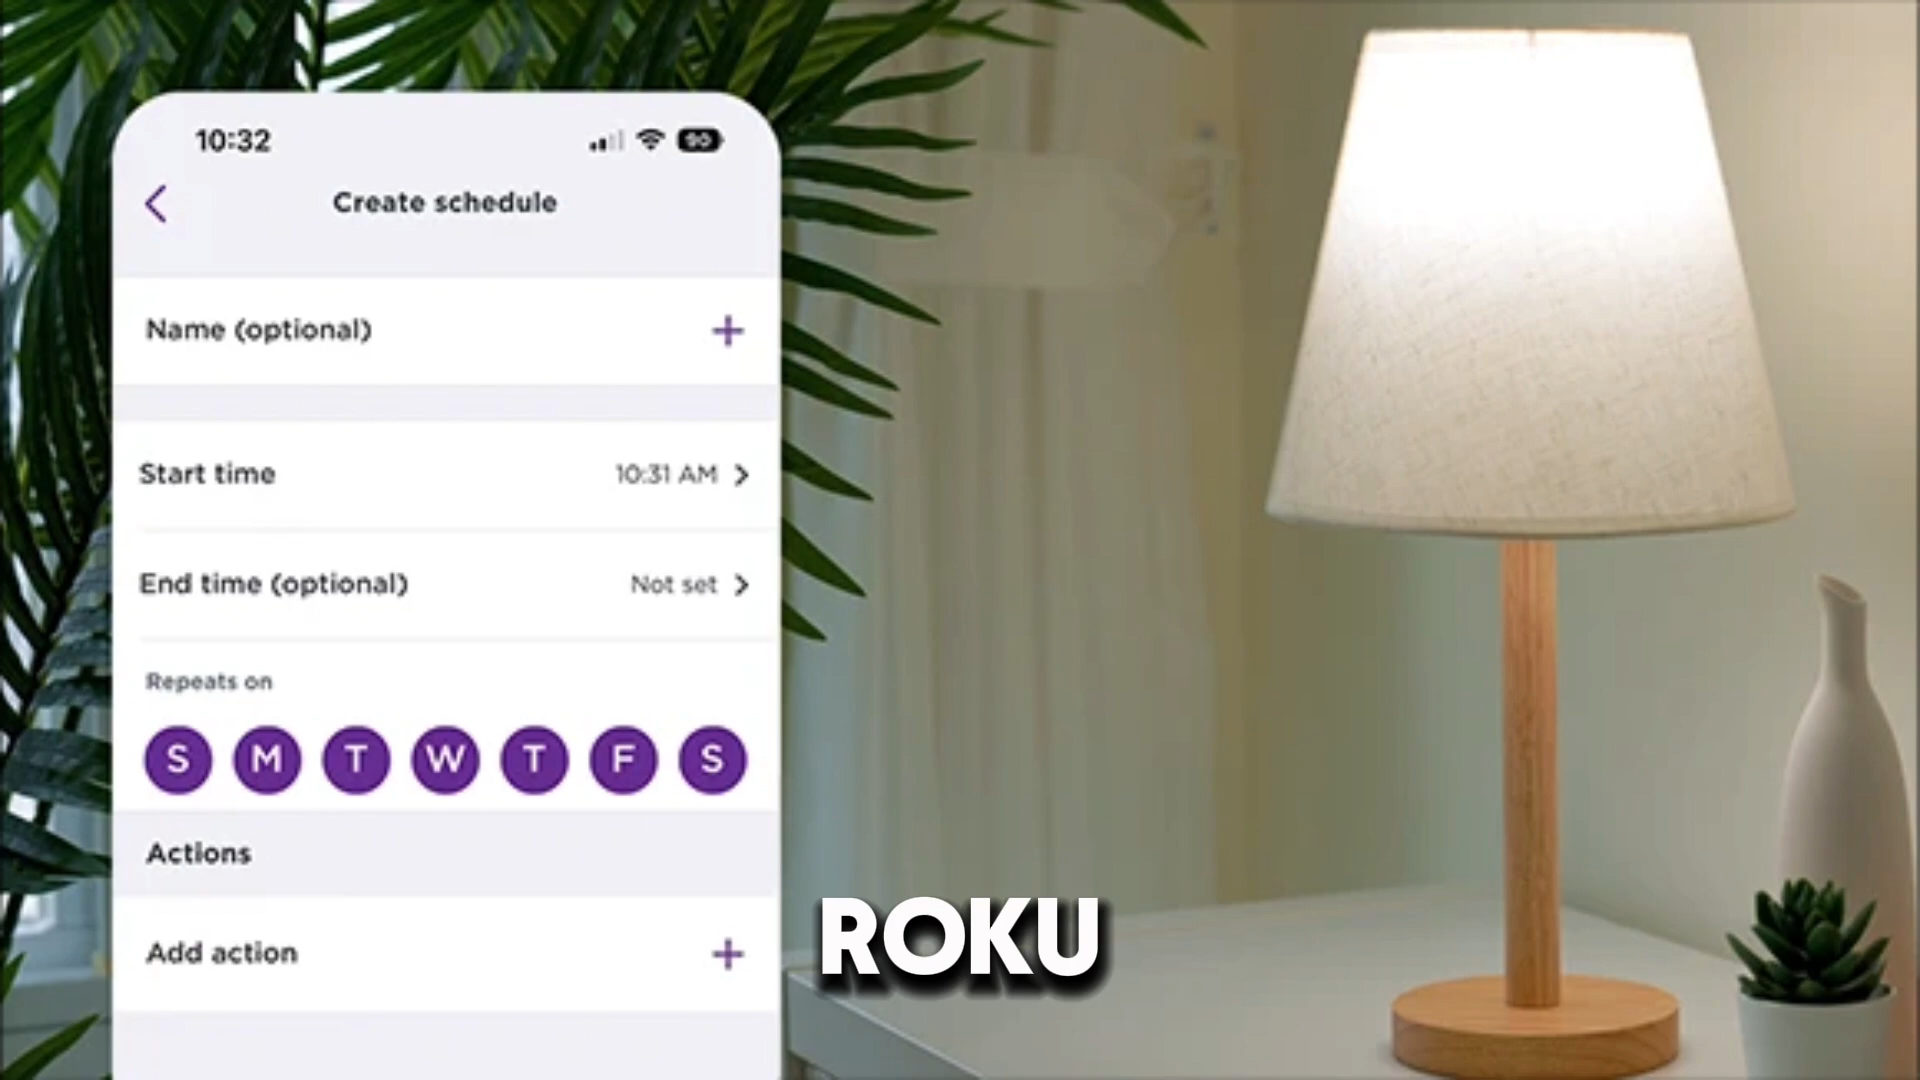 10:32
90
Create schedule
Name (optional)
Start time 10:31 AM
End time (optional) Not set
Repeats on
S M T W T F S
Actions
Add action
ROKU